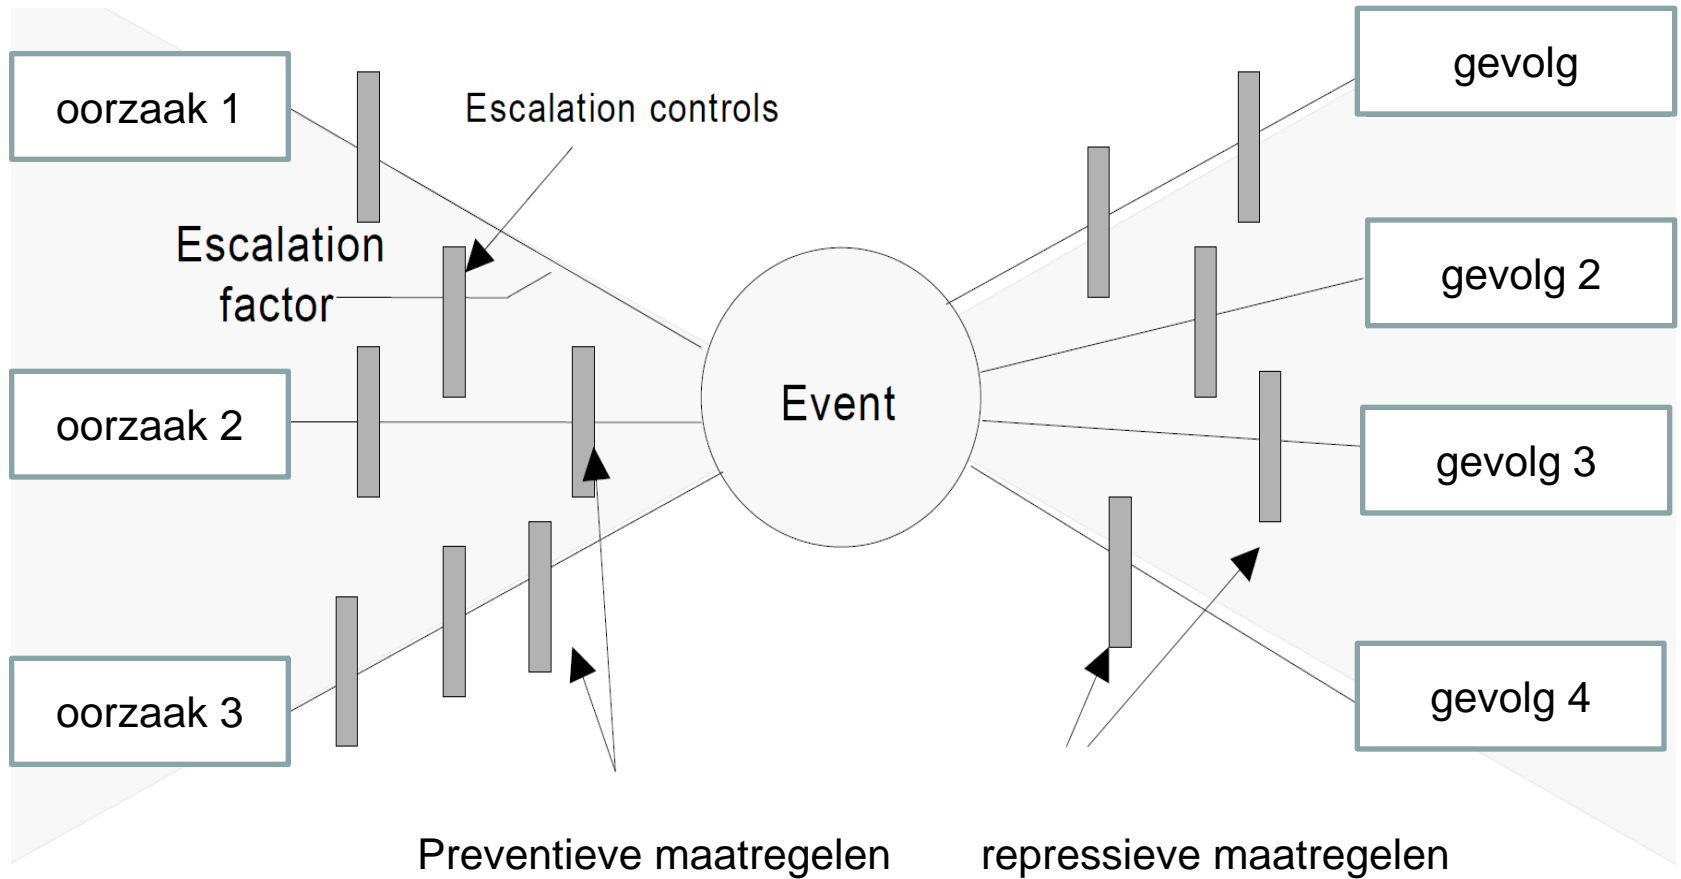 oorzaak 1
Escalation controls
Escalation
factor
oorzaak 2
oorzaak 3
Event
gevolg
gevolg 2
gevolg 3
gevolg 4
Preventieve maatregelen
repressieve maatregelen